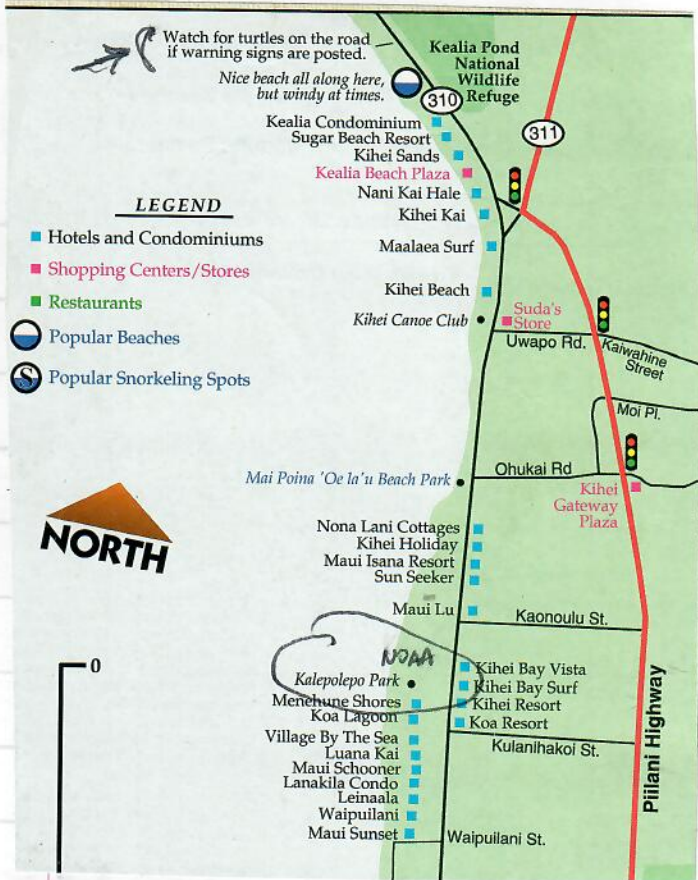 Watch for turtles on the road
if warning signs are posted.
Kealia Pond
National
Wildlife
Refuge
Nice beach all along here,
but windy at times.
310
311
Kealia Condominium
Sugar Beach Resort
Kihei Sands
Kealia Beach Plaza
Nani Kai Hale
Kihei Kai
Maalaea Surf
Kihei Beach
Kihei Canoe Club
Suda's
Store
Uwapo Rd.
Kaiwahine
Street
Moi Pl.
LEGEND
Hotels and Condominiums
Shopping Centers/Stores
Restaurants
Popular Beaches
S Popular Snorkeling Spots
Mai Poina 'Oe la'u Beach Park
Ohukai Rd
Kihei
Gateway
Plaza
NORTH
Nona Lani Cottages
Kihei Holiday
Maui Isana Resort
Sun Seeker
Maui Lu
Kaonoulu St.
NOAA
Kalepolepo Park
0
Kihei Bay Vista
Kihei Bay Surf
Kihei Resort
Koa Resort
Menehune Shores
Koa Lagoon
Village By The Sea
Luana Kai
Maui Schooner
Lanakila Condo
Leinaala
Waipuilani
Maui Sunset
Kulanihakoi St.
Waipuilani St.
Piilani Highway